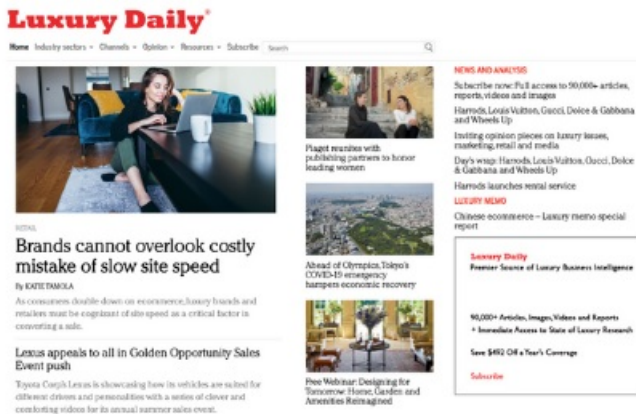 Luxury Daily®
Home Industry sectors Channels Opinion Resources Subscribe Search
RETAIL
Brands cannot overlook costly
mistake of slow site speed
By KATIE TAMOLA
As consumers double down on ecommerce, luxury brands and
retailers must be cognizant of site speed as a critical factor in
converting a sale.
Lexus appeals to all in Golden Opportunity Sales
Event push
Toyota Corp's Lexus is showcasing how its vehicles are suited for
different drivers and personalities with a series of clever and
comforting videos for its annual summer sales event.
Piaget reunites with
publishing partners to honor
leading women
Ahead of Olympics, Tokyo's
COVID-19 emergency
hampers economic recovery
Free Webinar: Designing for
Tomorrow: Home, Garden and
Amenities Reimagined
NEWS AND ANALYSIS
Subscribe now: Full access to 90,000+ articles,
reports, videos and images
Harrods, Louis Vuitton, Gucci, Dolce & Gabbana
and Wheels Up
Inviting opinion pieces on luxury issues,
marketing, retail and media
Day's wrap: Harrods, Louis Vuitton, Gucci, Dolce
& Gabbana and Wheels Up
Harrods launches rental service
LUXURY MEMO
Chinese ecommerce – Luxury memo special
report
Luxury Daily
Premier Source of Luxury Business Intelligence
90,000+ Articles, Images, Videos and Reports
+ Immediate Access to State of Luxury Research
Save $492 Off a Year's Coverage
Subscribe